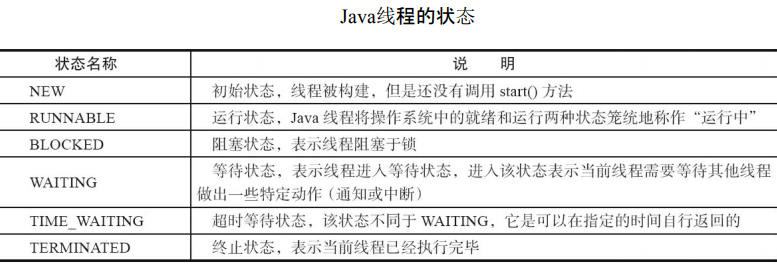 Java线程的状态
状态名称 说 明
NEW 初始状态，线程被构建，但是还没有调用 start() 方法
RUNNABLE 运行状态，Java 线程将操作系统中的就绪和运行两种状态笼统地称作“运行中”
BLOCKED 阻塞状态，表示线程阻塞于锁
WAITING 等待状态，表示线程进入等待状态，进入该状态表示当前线程需要等待其他线程
做出一些特定动作（通知或中断）
TIME_WAITING 超时等待状态，该状态不同于 WAITING，它是可以在指定的时间自行返回的
TERMINATED 终止状态，表示当前线程已经执行完毕